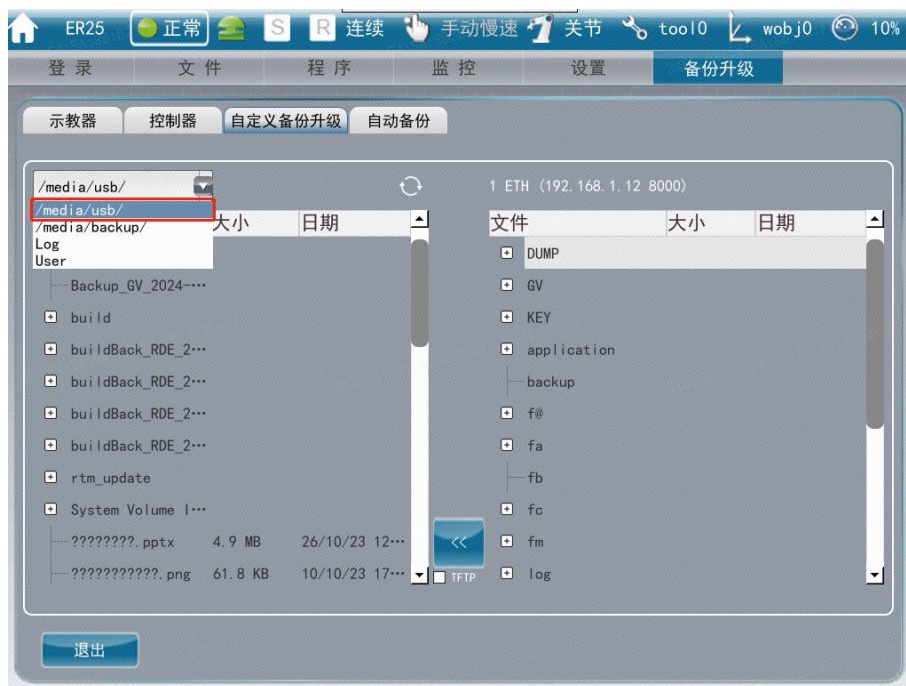 ER25 正常 S R 连续 手动慢速 关节 tool0 wobj0 10%
登录 文件 程序 监控 设置 备份升级
示教器 控制器 自定义备份升级 自动备份
/media/usb/ 1 ETH (192.168.1.12 8000)
/media/usb/
/media/backup/
Log
User
大小 日期 文件 大小 日期
DUMP
Backup_GV_2024-··· GV
build KEY
buildBack_RDE_2··· application
buildBack_RDE_2··· backup
buildBack_RDE_2··· f@
buildBack_RDE_2··· fa
rtm_update fb
System Volume I··· fc
????????.pptx 4.9 MB 26/10/23 12··· << fm
???????????.png 61.8 KB 10/10/23 17··· TFTP log
退出